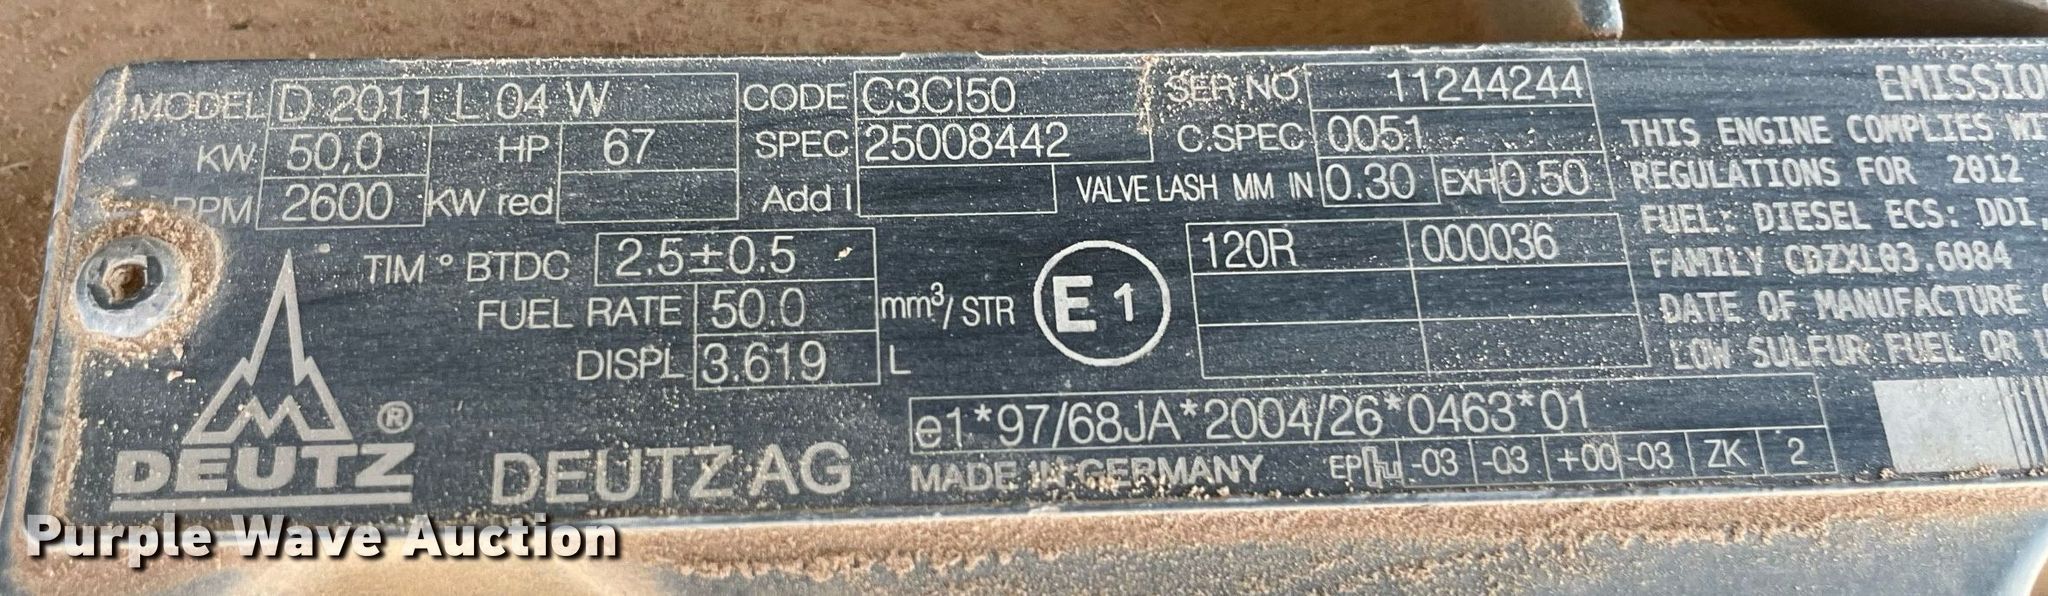 MODEL D 2011 L 04 W CODE C3CI50 SER NO 11244244
KW 50,0 HP 67 SPEC 25008442 C.SPEC 0051
RPM 2600 KW red Add I VALVE LASH MM IN 0.30 EXH 0.50
TIM ° BTDC 2.5±0.5
FUEL RATE 50.0 mm³/STR
DISPL 3.619 L
E1
120R 000036
e1*97/68JA*2004/26*0463*01
DEUTZ ®
DEUTZ AG
MADE IN GERMANY EP -03 -03 +00 -03 ZK 2
EMISSION
THIS ENGINE COMPLIES WI
REGULATIONS FOR 2012
FUEL: DIESEL ECS: DDI,
FAMILY CDZXL03.6084
DATE OF MANUFACTURE
LOW SULFUR FUEL OR
Purple Wave Auction